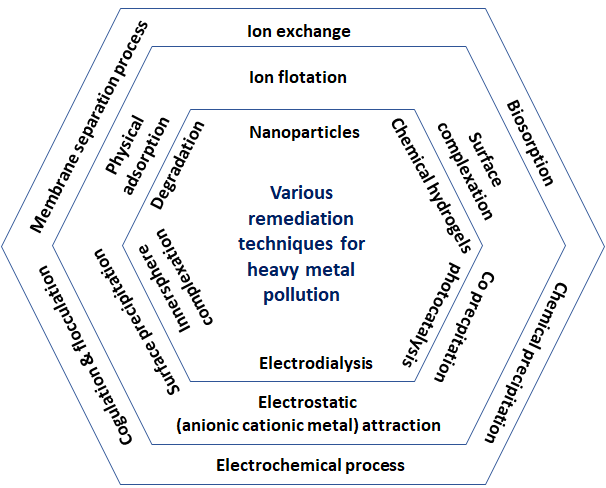 Ion exchange
Ion flotation
Nanoparticles
Membrane separation process
Physical
adsorption
Degradation
Chemical hydrogels
Surface
complexation
Biosorption
Various
remediation
techniques for
heavy metal
pollution
Innersphere
complexation
Surface precipitation
Cogulation & flocculation
photocatalysis
Co precpitation
Chemical precipitation
Electrodialysis
Electrostatic
(anionic cationic metal) attraction
Electrochemical process